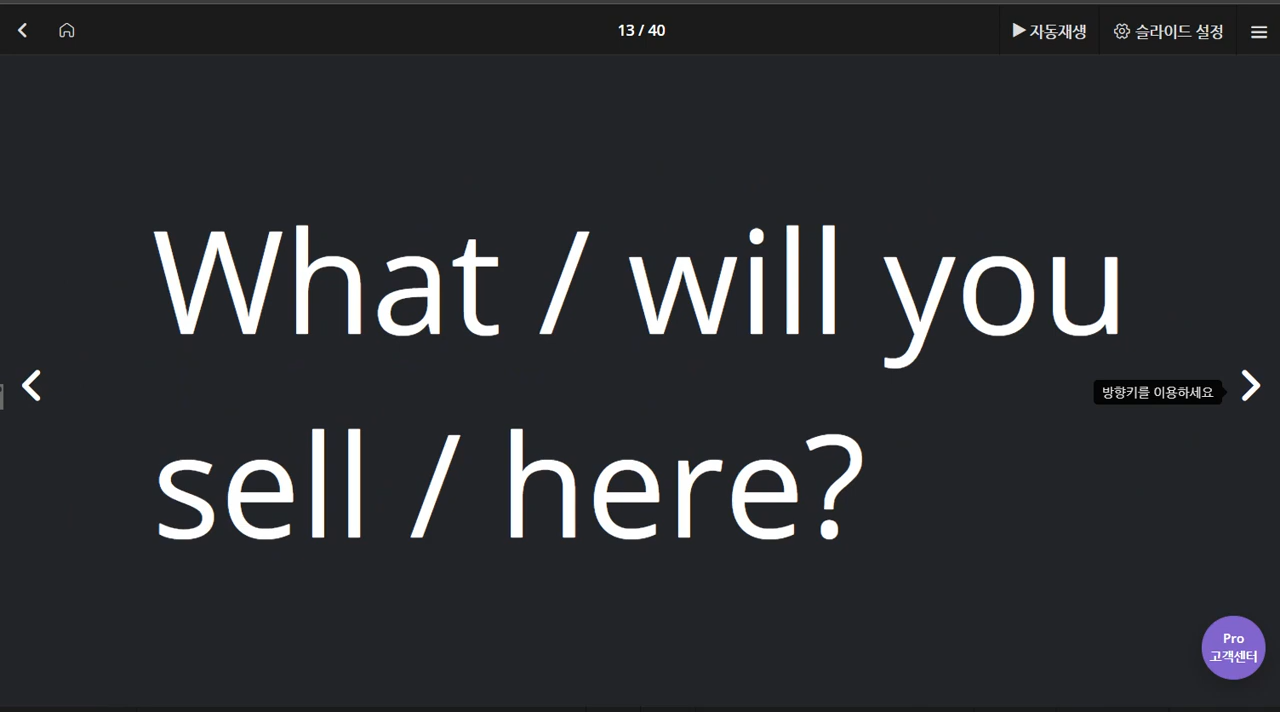 13 / 40
▶ 자동재생
슬라이드 설정
What / will you
sell / here?
방향키를 이용하세요
Pro
고객센터